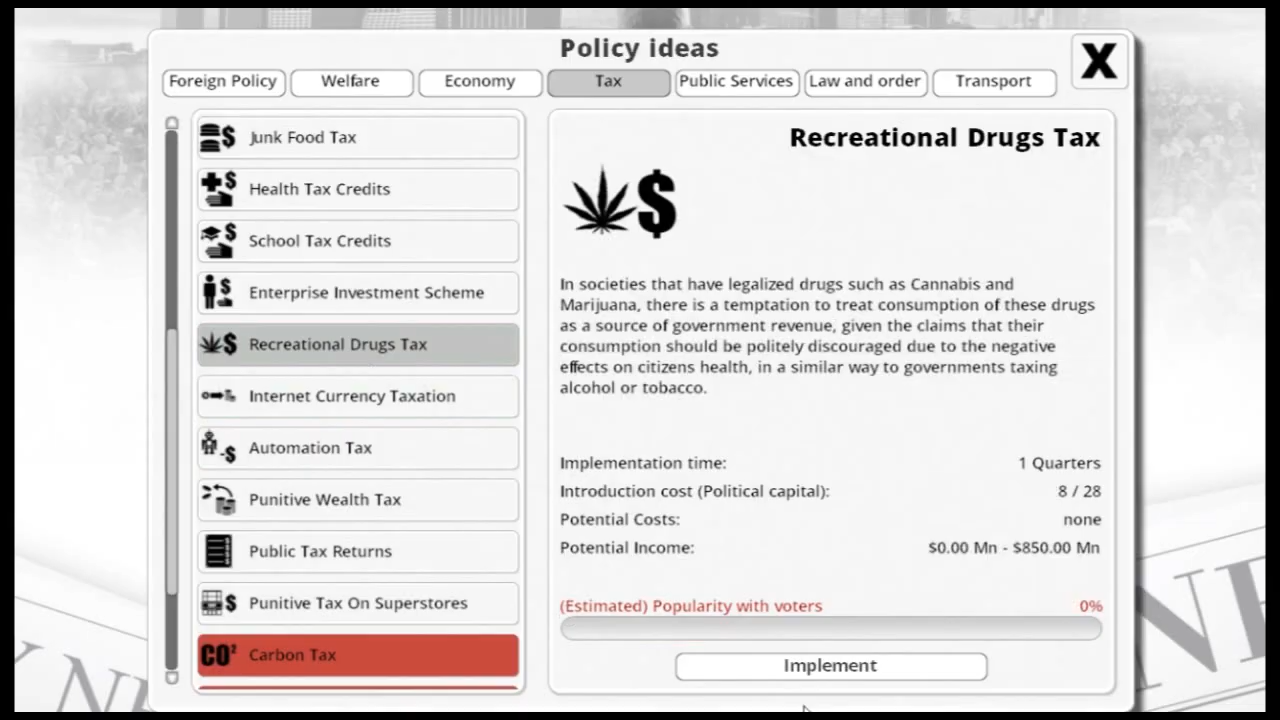 Policy ideas
X
Foreign Policy
Welfare
Economy
Tax
Public Services
Law and order
Transport
Junk Food Tax
Health Tax Credits
School Tax Credits
Enterprise Investment Scheme
Recreational Drugs Tax
Internet Currency Taxation
Automation Tax
Punitive Wealth Tax
Public Tax Returns
Punitive Tax On Superstores
CO² Carbon Tax
Recreational Drugs Tax
$
In societies that have legalized drugs such as Cannabis and
Marijuana, there is a temptation to treat consumption of these drugs
as a source of government revenue, given the claims that their
consumption should be politely discouraged due to the negative
effects on citizens health, in a similar way to governments taxing
alcohol or tobacco.
Implementation time: 1 Quarters
Introduction cost (Political capital): 8 / 28
Potential Costs: none
Potential Income: $0.00 Mn - $850.00 Mn
(Estimated) Popularity with voters 0%
Implement